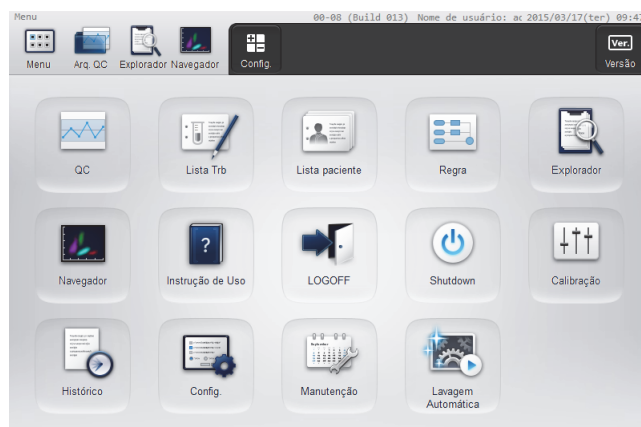 Menu
00-08 (Build 013) Nome de usuário: ac 2015/03/17(ter) 09:4
Menu Arq. QC Explorador Navegador Config. Ver. Versão
QC Lista Trb Lista paciente Regra Explorador
?
Navegador Instrução de Uso LOGOFF Shutdown Calibração
Histórico Config. Manutenção Lavagem
Automática